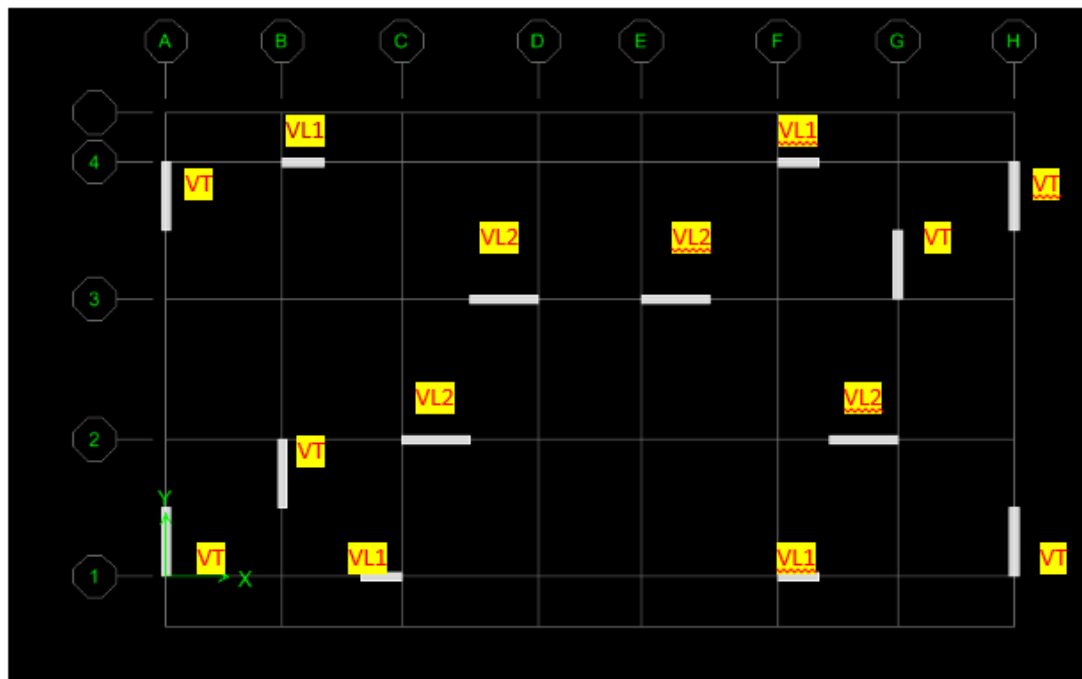 A B C D E F G H
VL1 VL1
4
VT VT
VL2 VL2 VT
3
VL2 VL2
2
VT
Y
VT VL1 VL1 VT
1 X